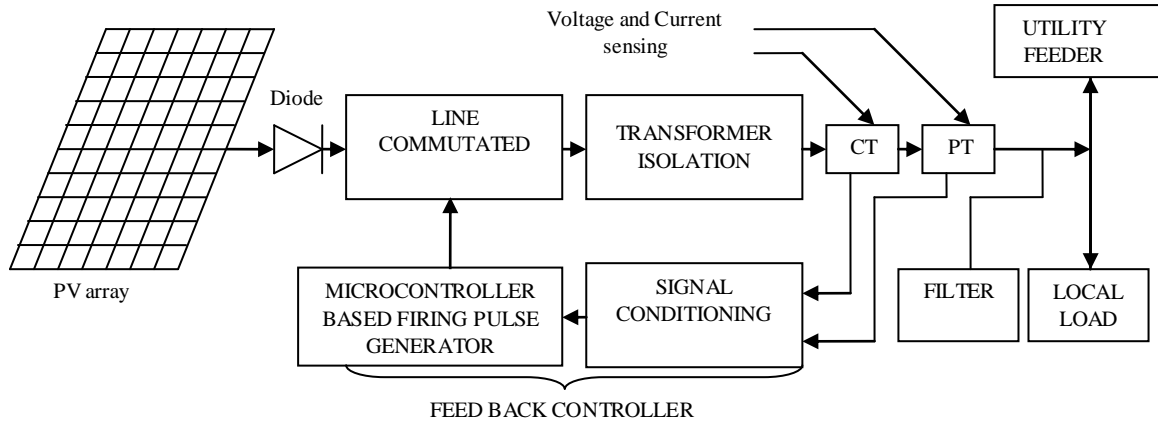 Voltage and Current
sensing
UTILITY
FEEDER
Diode
LINE
COMMUTATED
TRANSFORMER
ISOLATION
CT
PT
PV array
MICROCONTROLLER
BASED FIRING PULSE
GENERATOR
SIGNAL
CONDITIONING
FILTER
LOCAL
LOAD
FEED BACK CONTROLLER